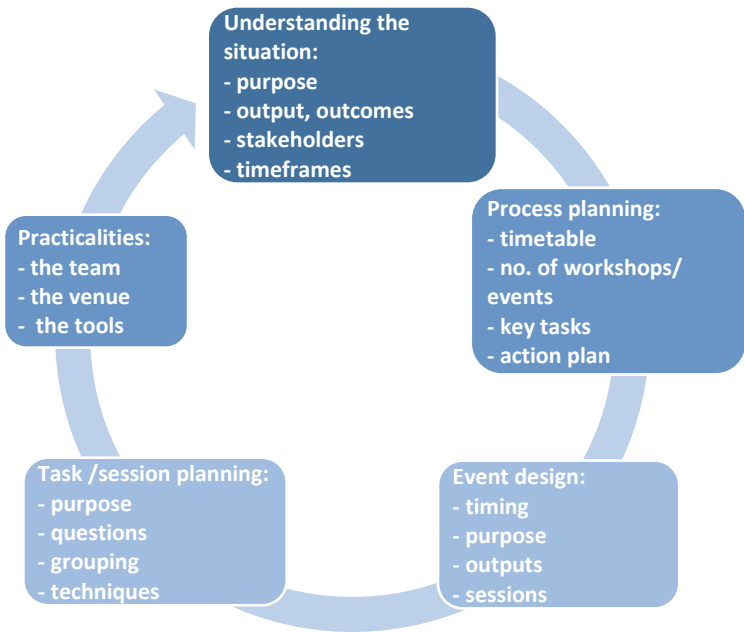 Understanding the
situation:
- purpose
- output, outcomes
- stakeholders
- timeframes
Process planning:
- timetable
- no. of workshops/
events
- key tasks
- action plan
Event design:
- timing
- purpose
- outputs
- sessions
Task /session planning:
- purpose
- questions
- grouping
- techniques
Practicalities:
- the team
- the venue
- the tools